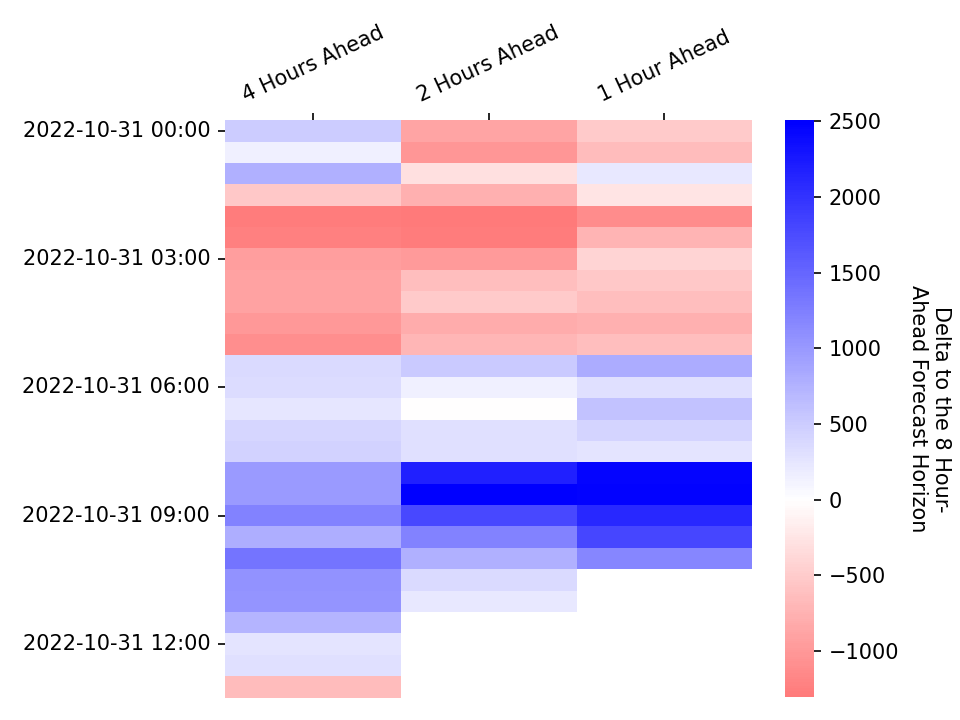 4 Hours Ahead
2 Hours Ahead
1 Hour Ahead
2022-10-31 00:00
2022-10-31 03:00
2022-10-31 06:00
2022-10-31 09:00
2022-10-31 12:00
2500
2000
1500
1000
500
0
−500
−1000
Delta to the 8 Hour-
Ahead Forecast Horizon